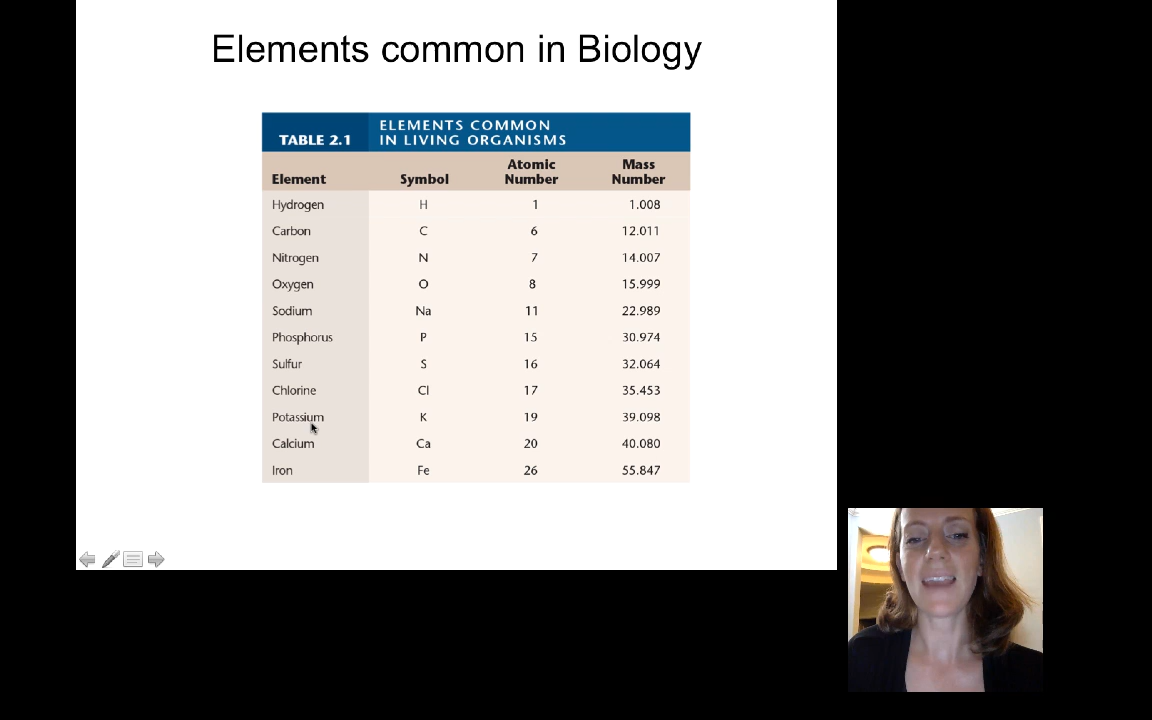 Elements common in Biology
TABLE 2.1 ELEMENTS COMMON IN LIVING ORGANISMS
Element Symbol Atomic Number Mass Number
Hydrogen H 1 1.008
Carbon C 6 12.011
Nitrogen N 7 14.007
Oxygen O 8 15.999
Sodium Na 11 22.989
Phosphorus P 15 30.974
Sulfur S 16 32.064
Chlorine Cl 17 35.453
Potassium K 19 39.098
Calcium Ca 20 40.080
Iron Fe 26 55.847